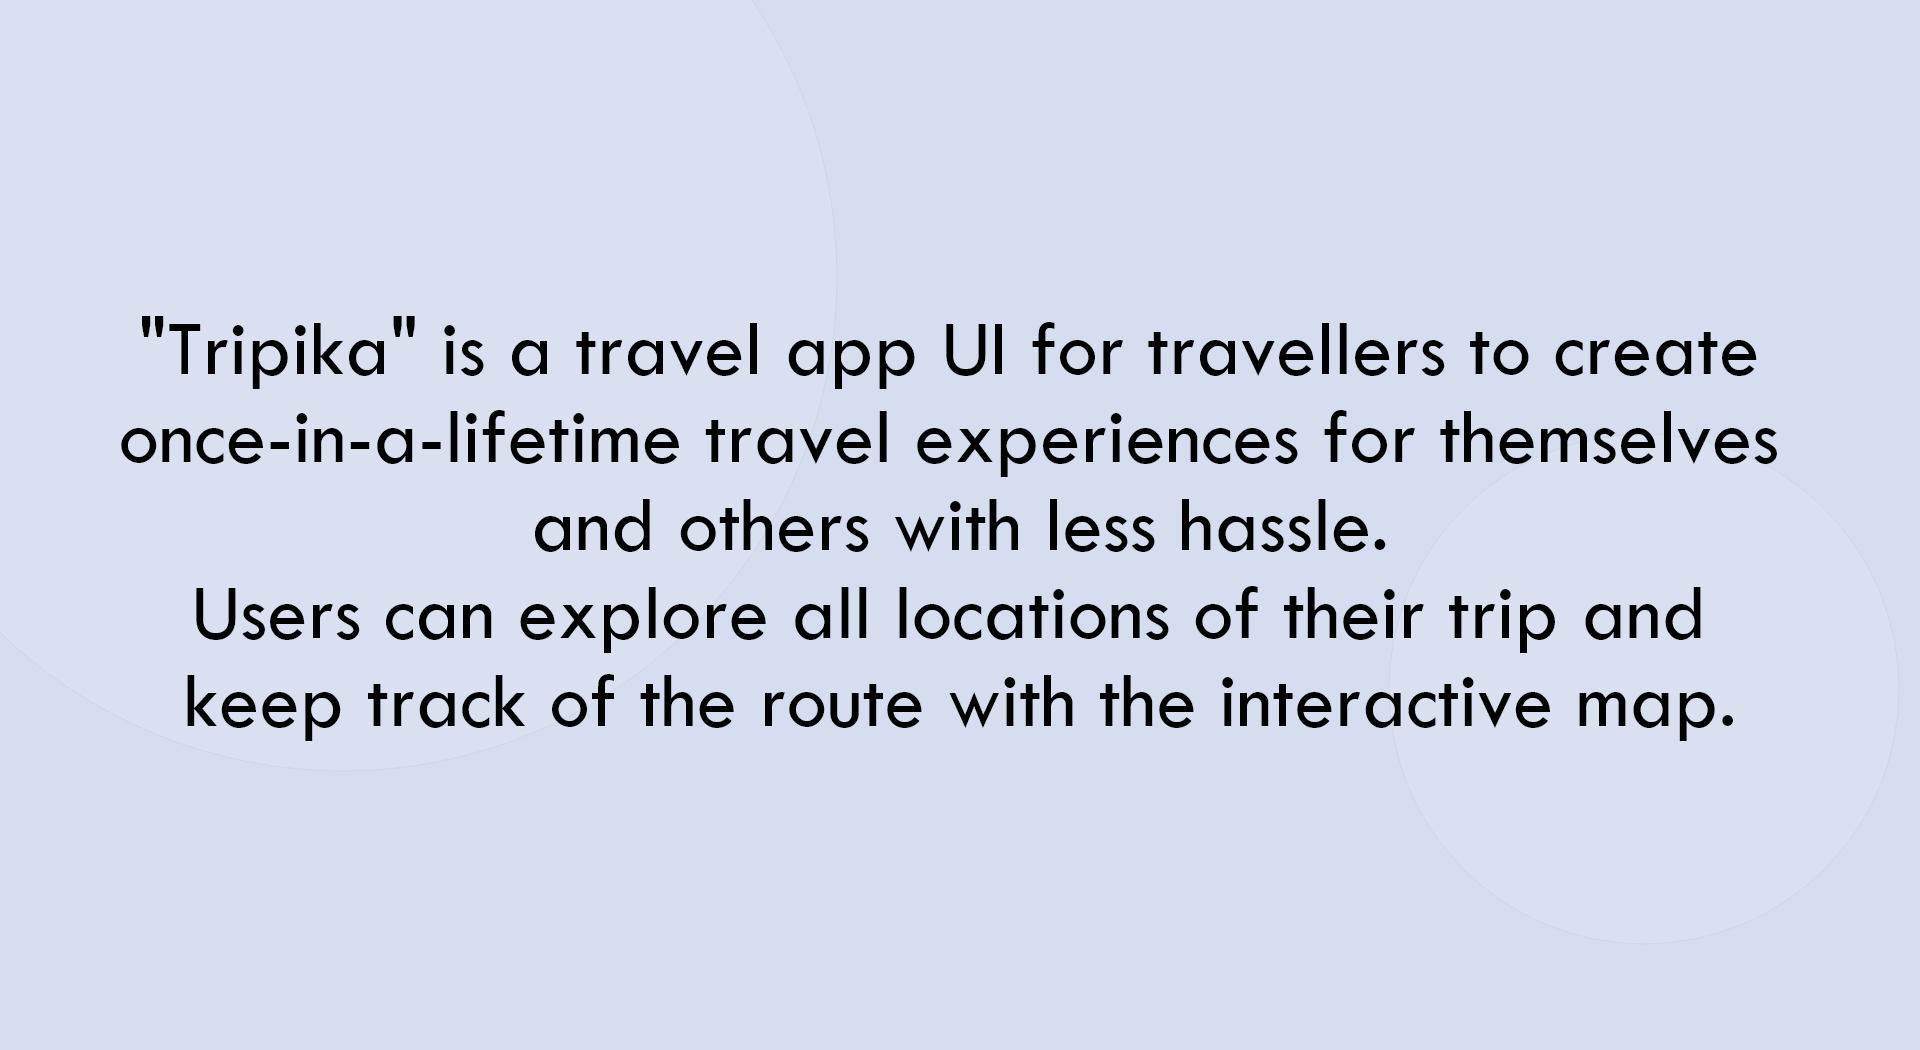 "Tripika" is a travel app UI for travellers to create
once-in-a-lifetime travel experiences for themselves
and others with less hassle.
Users can explore all locations of their trip and
keep track of the route with the interactive map.